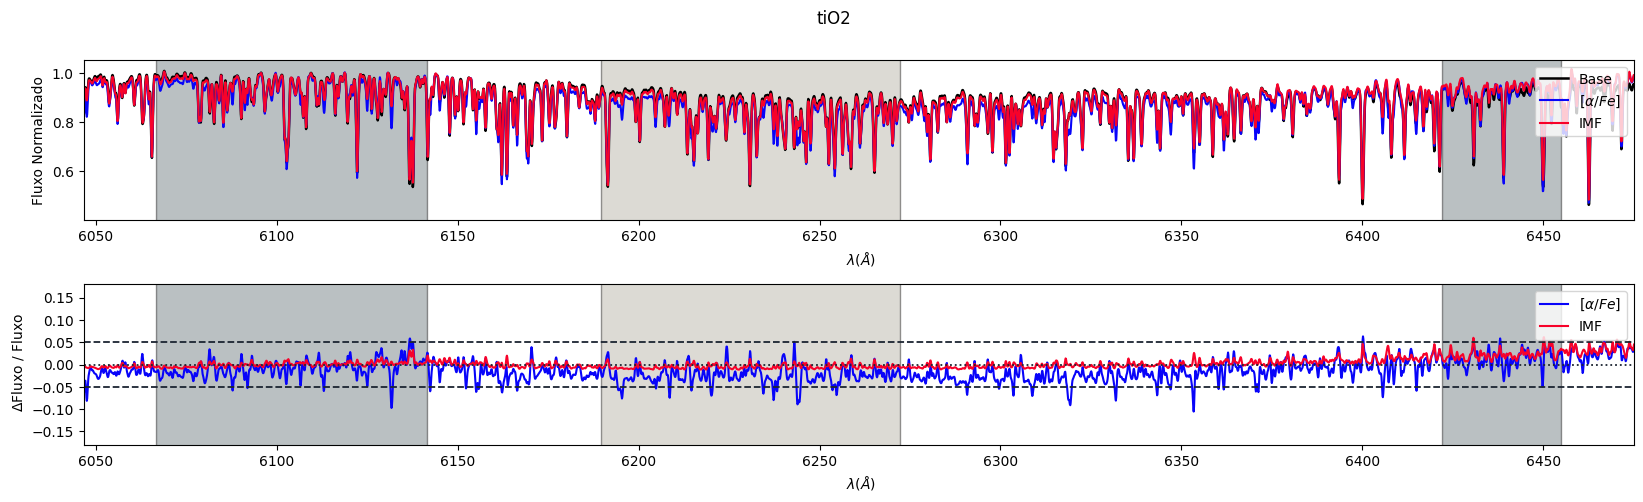 tiO2
Fluxo Normalizado
1.0
0.8
0.6
Base
[α/Fe]
IMF
6050 6100 6150 6200 6250 6300 6350 6400 6450
λ(Å)
ΔFluxo / Fluxo
0.15
0.10
0.05
0.00
−0.05
−0.10
−0.15
[α/Fe]
IMF
6050 6100 6150 6200 6250 6300 6350 6400 6450
λ(Å)